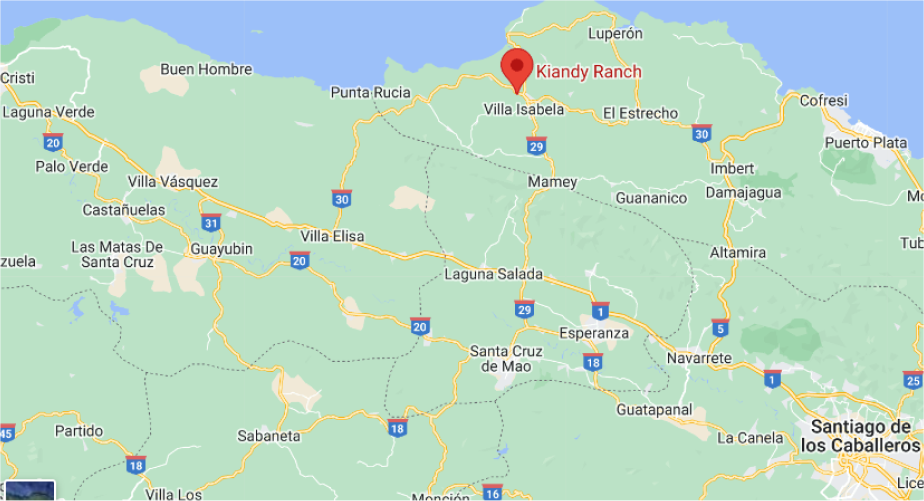 Luperón
Cristi
Buen Hombre
Kiandy Ranch
Punta Rucia
Villa Isabela
Laguna Verde
El Estrecho
Cofresi
20
30
29
Puerto Plata
Palo Verde
Imbert
Villa Vásquez
Mamey
Damajagua
30
Guananico
Mo
Castañuelas
31
Villa Elisa
Las Matas De
Santa Cruz
Guayubin
Tub
zuela
20
Altamira
Laguna Salada
29
1
20
5
Esperanza
Santa Cruz
de Mao
18
Navarrete
1
25
Guatapanal
45
Partido
Sabaneta
18
Santiago de
los Caballeros
La Canela
18
Lice
Villa Los
Monción
16